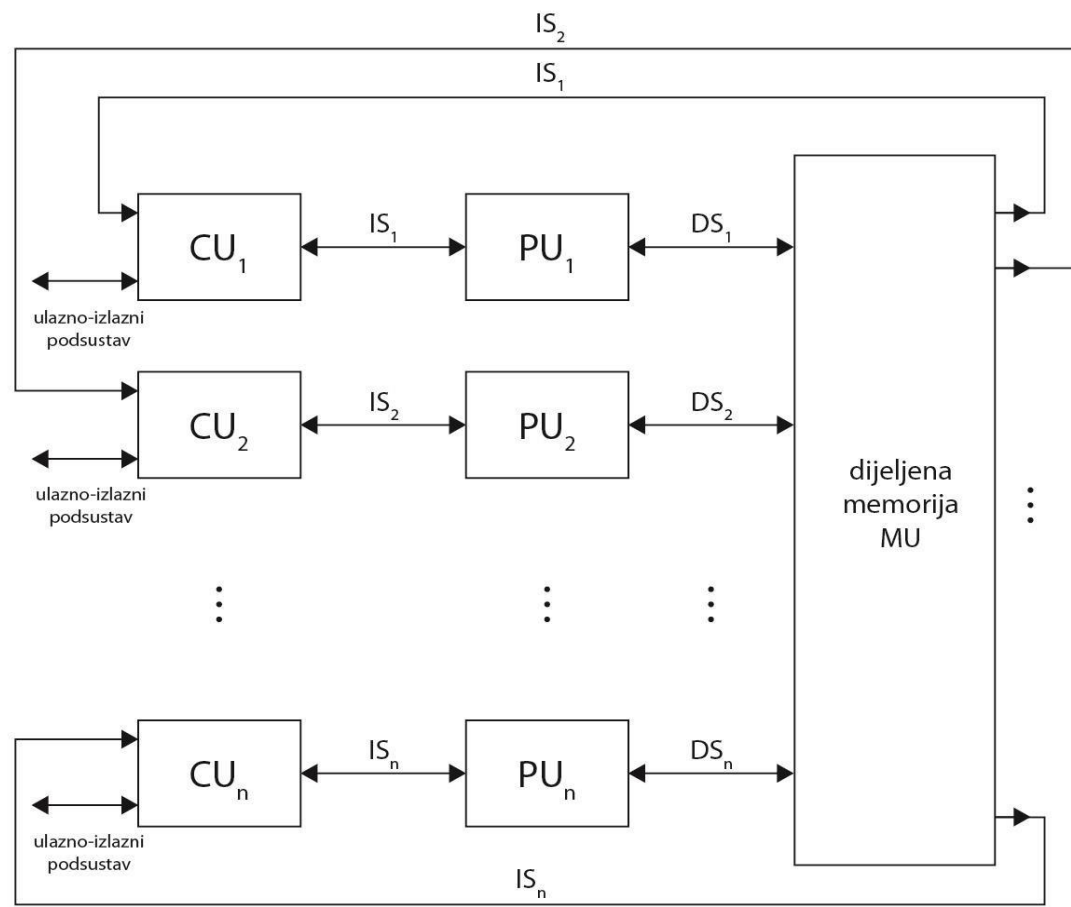 IS₂
IS₁
CU₁
IS₁
PU₁
DS₁
ulazno-izlazni
podsustav
CU₂
IS₂
PU₂
DS₂
ulazno-izlazni
podsustav
dijeljena
memorija
MU
CUₙ
ISₙ
PUₙ
DSₙ
ulazno-izlazni
podsustav
ISₙ